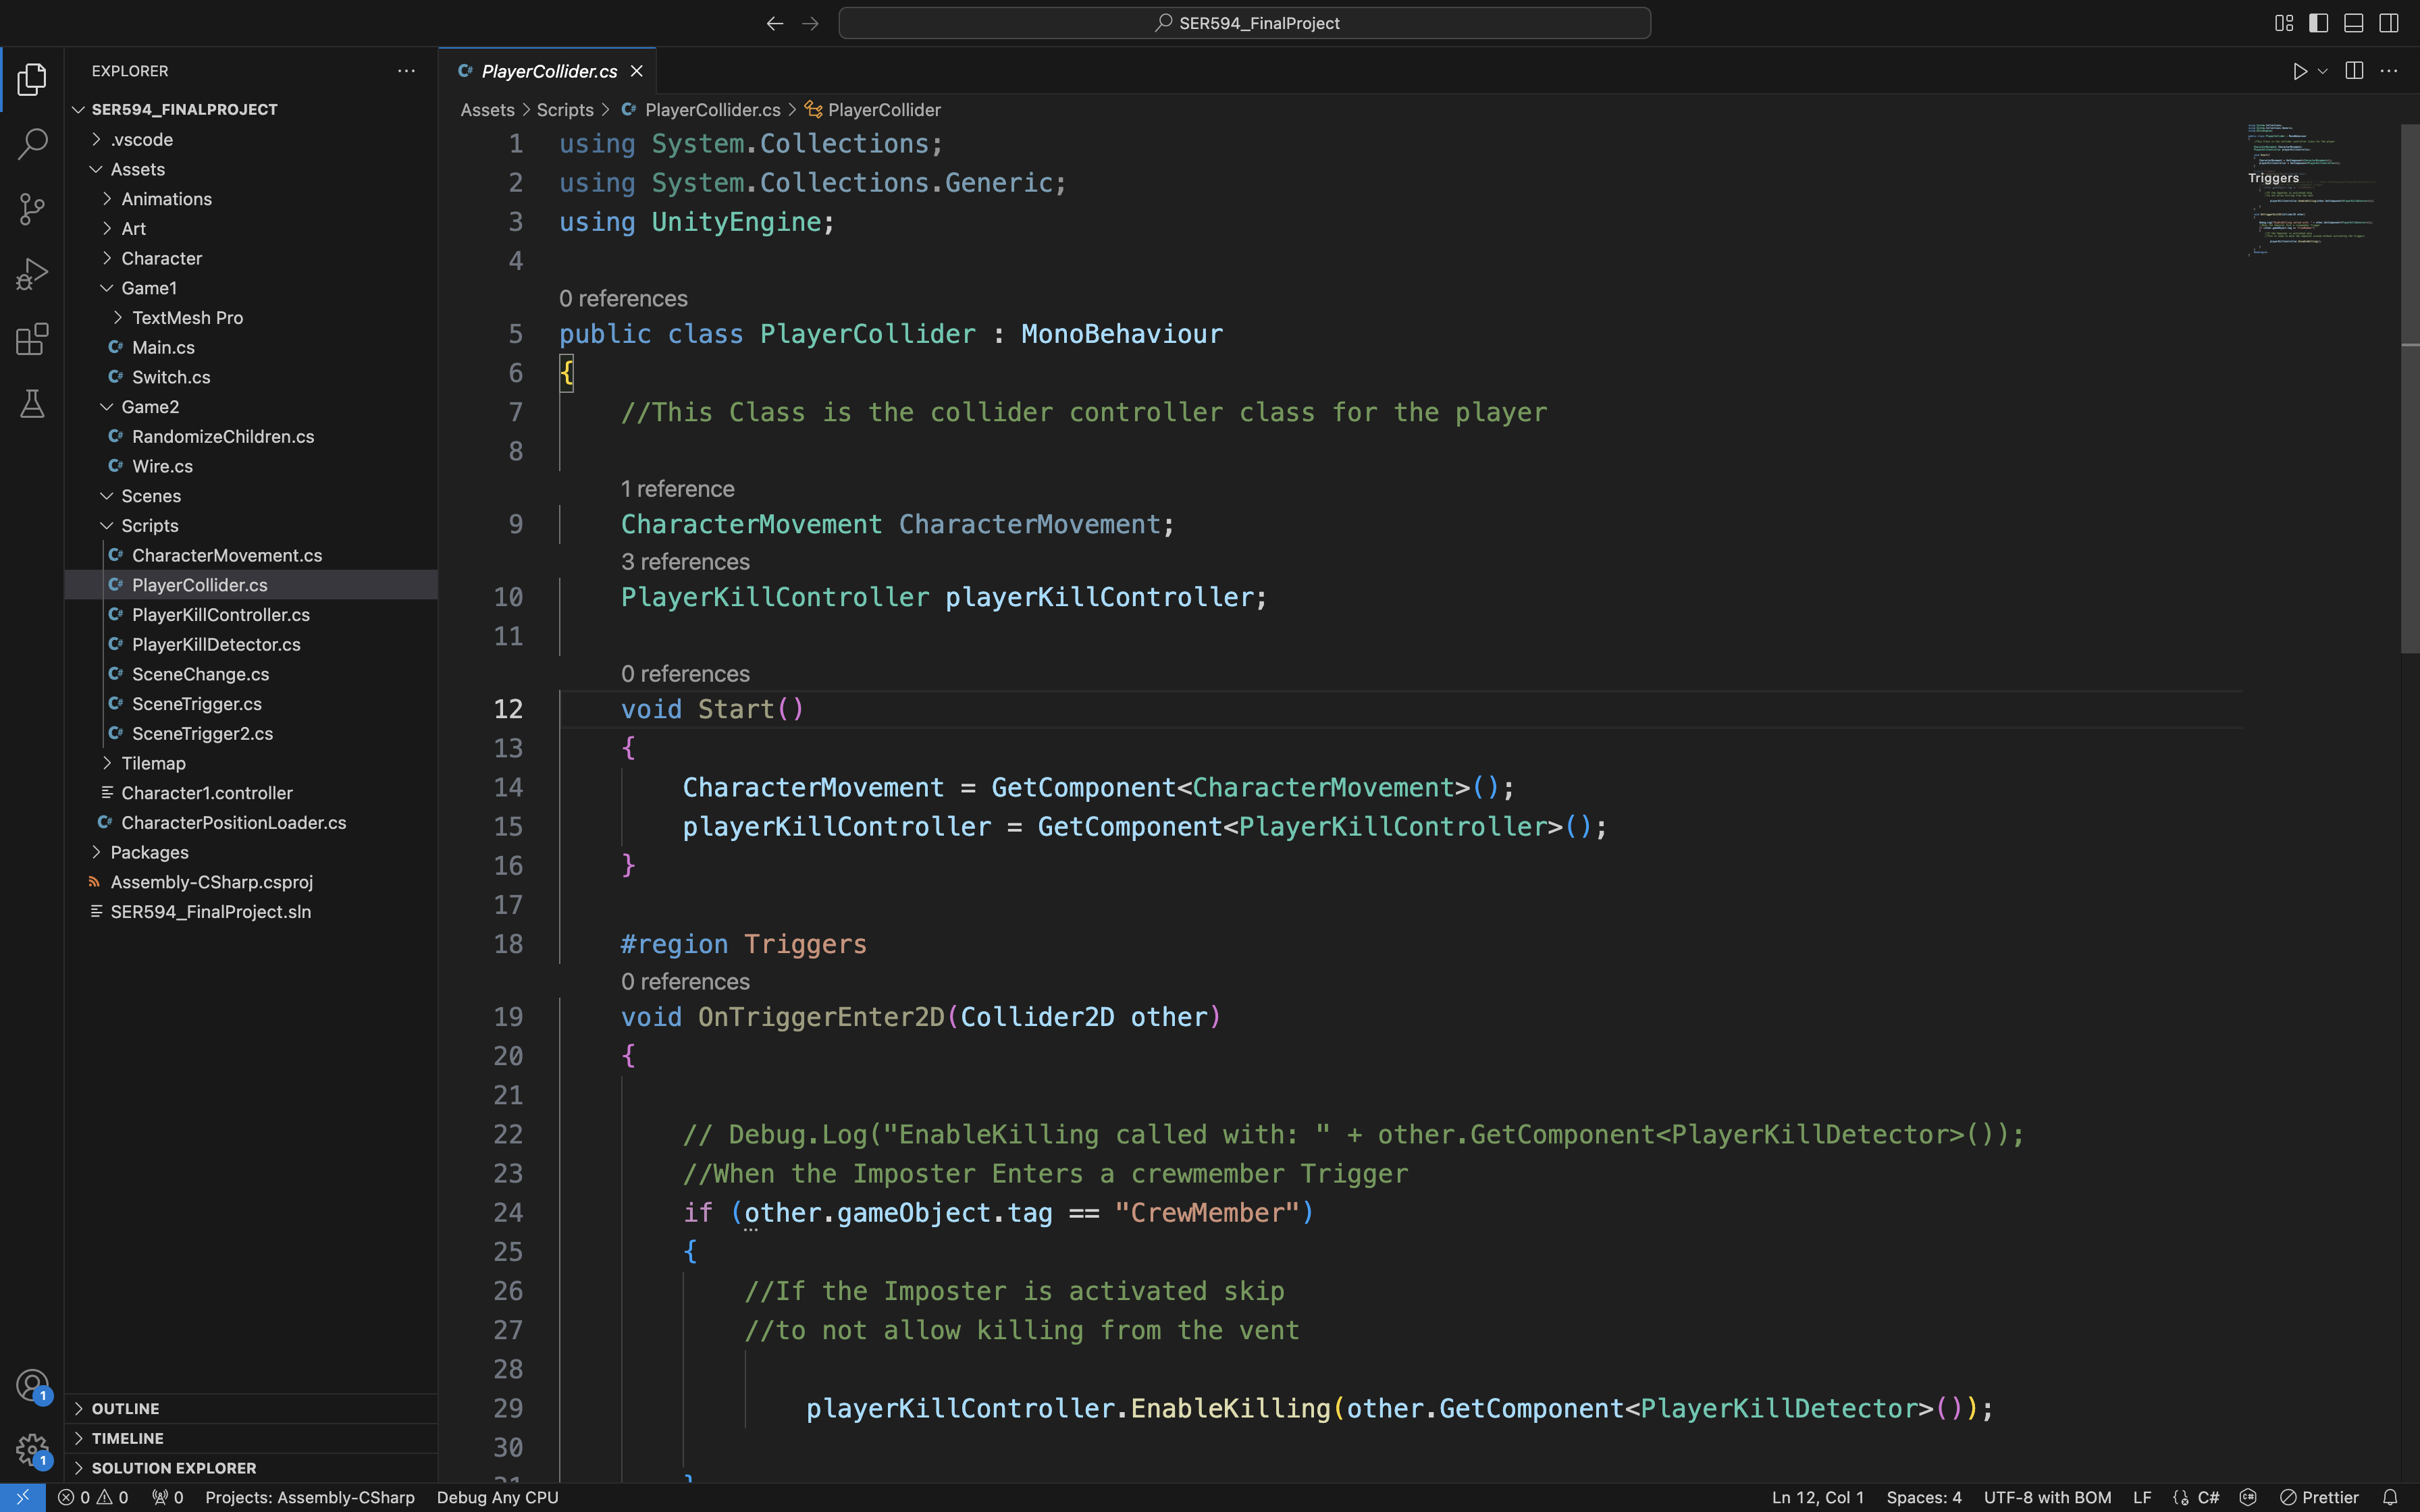 SER594_FinalProject
EXPLORER
SER594_FINALPROJECT
.vscode
Assets
Animations
Art
Character
Game1
TextMesh Pro
Main.cs
Switch.cs
Game2
RandomizeChildren.cs
Wire.cs
Scenes
Scripts
CharacterMovement.cs
PlayerCollider.cs
PlayerKillController.cs
PlayerKillDetector.cs
SceneChange.cs
SceneTrigger.cs
SceneTrigger2.cs
Tilemap
Character1.controller
CharacterPositionLoader.cs
Packages
Assembly-CSharp.csproj
SER594_FinalProject.sln
OUTLINE
TIMELINE
SOLUTION EXPLORER
PlayerCollider.cs
Assets > Scripts > PlayerCollider.cs > PlayerCollider
1 using System.Collections;
2 using System.Collections.Generic;
3 using UnityEngine;
4
0 references
5 public class PlayerCollider : MonoBehaviour
6 {
7 //This Class is the collider controller class for the player
8
1 reference
9 CharacterMovement CharacterMovement;
3 references
10 PlayerKillController playerKillController;
11
0 references
12 void Start()
13 {
14 CharacterMovement = GetComponent<CharacterMovement>();
15 playerKillController = GetComponent<PlayerKillController>();
16 }
17
18 #region Triggers
0 references
19 void OnTriggerEnter2D(Collider2D other)
20 {
21
22 // Debug.Log("EnableKilling called with: " + other.GetComponent<PlayerKillDetector>());
23 //When the Imposter Enters a crewmember Trigger
24 if (other.gameObject.tag == "CrewMember")
25 {
26 //If the Imposter is activated skip
27 //to not allow killing from the vent
28
29 playerKillController.EnableKilling(other.GetComponent<PlayerKillDetector>());
30
Triggers
1
1
0 0 0 Projects: Assembly-CSharp Debug Any CPU Ln 12, Col 1 Spaces: 4 UTF-8 with BOM LF C# Prettier